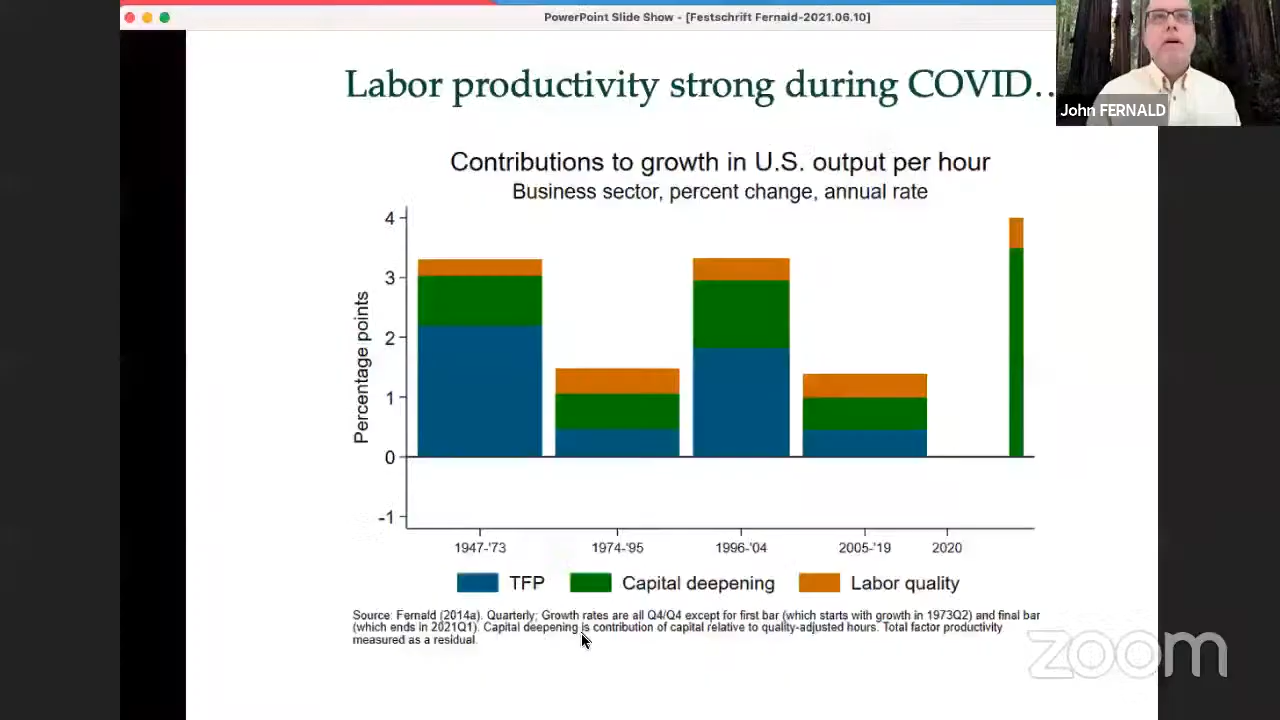 PowerPoint Slide Show - [Festschrift Fernald-2021.06.10]
Labor productivity strong during COVID…
John FERNALD
Contributions to growth in U.S. output per hour
Business sector, percent change, annual rate
Percentage points
4
3
2
1
0
-1
1947-'73
1974-'95
1996-'04
2005-'19
2020
TFP
Capital deepening
Labor quality
Source: Fernald (2014a). Quarterly; Growth rates are all Q4/Q4 except for first bar (which starts with growth in 1973Q2) and final bar
(which ends in 2021Q1). Capital deepening is contribution of capital relative to quality-adjusted hours. Total factor productivity
measured as a residual.
zoom